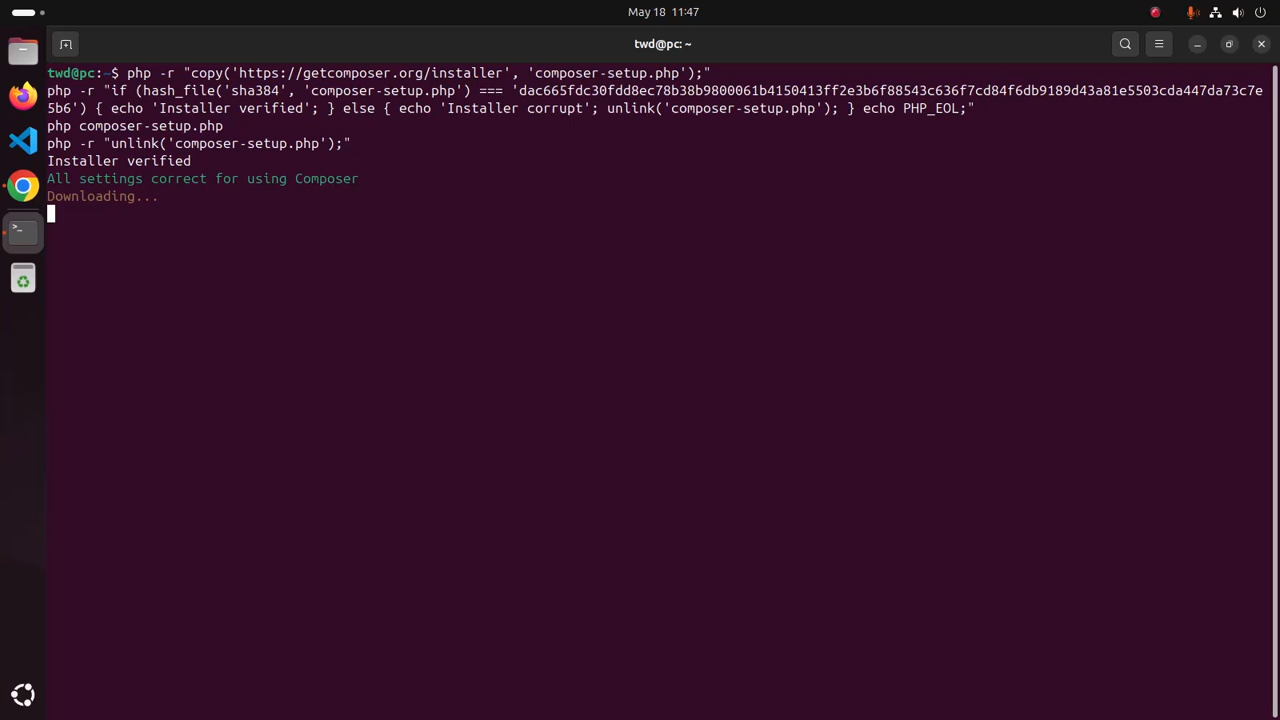 May 18 11:47
twd@pc: ~
twd@pc:~$ php -r "copy('https://getcomposer.org/installer', 'composer-setup.php');"
php -r "if (hash_file('sha384', 'composer-setup.php') === 'dac665fdc30fdd8ec78b38b9800061b4150413ff2e3b6f88543c636f7cd84f6db9189d43a81e5503cda447da73c7e
5b6') { echo 'Installer verified'; } else { echo 'Installer corrupt'; unlink('composer-setup.php'); } echo PHP_EOL;"
php composer-setup.php
php -r "unlink('composer-setup.php');"
Installer verified
All settings correct for using Composer
Downloading...